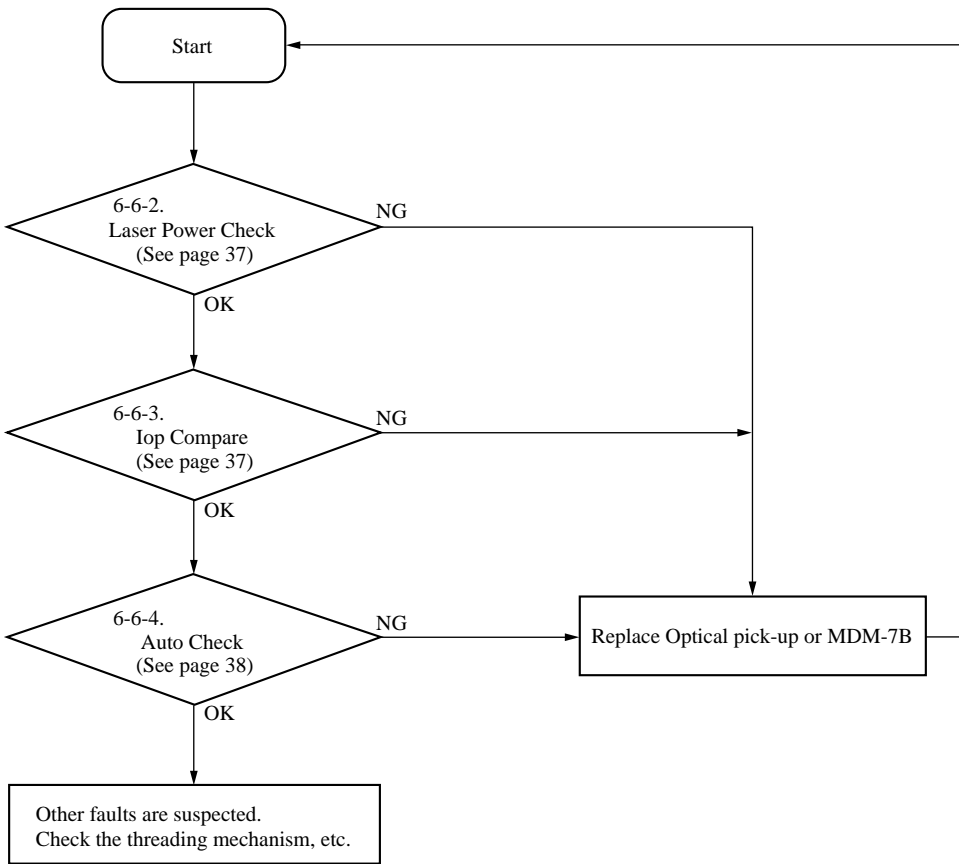 Start
6-6-2.
Laser Power Check
(See page 37)
NG
OK
6-6-3.
Iop Compare
(See page 37)
NG
OK
6-6-4.
Auto Check
(See page 38)
NG
Replace Optical pick-up or MDM-7B
OK
Other faults are suspected.
Check the threading mechanism, etc.